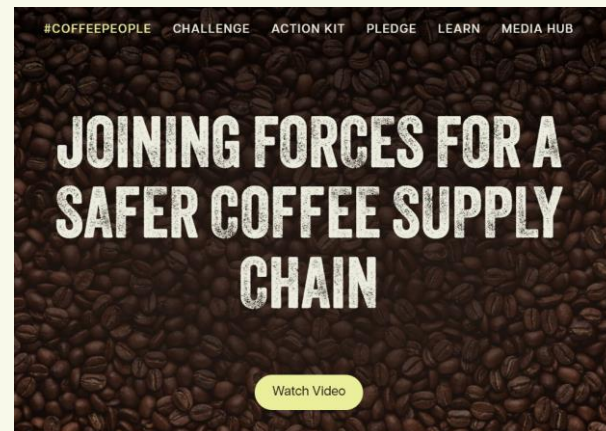 #COFFEEPEOPLE CHALLENGE ACTION KIT PLEDGE LEARN MEDIA HUB
JOINING FORCES FOR A
SAFER COFFEE SUPPLY
CHAIN
Watch Video